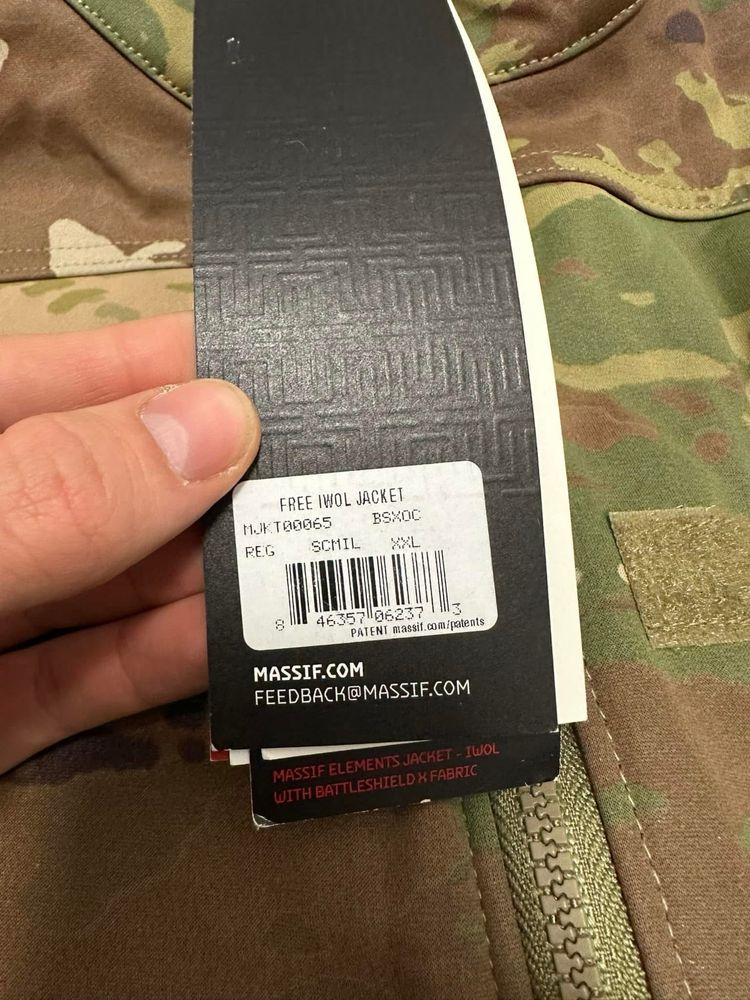 FREE IWOL JACKET
MJKT00065 BSXOC
REG SCMIL XXL
8 46357 06237 3
PATENT massif.com/patents
MASSIF.COM
FEEDBACK@MASSIF.COM
MASSIF ELEMENTS JACKET - IWOL
WITH BATTLESHIELD X FABRIC